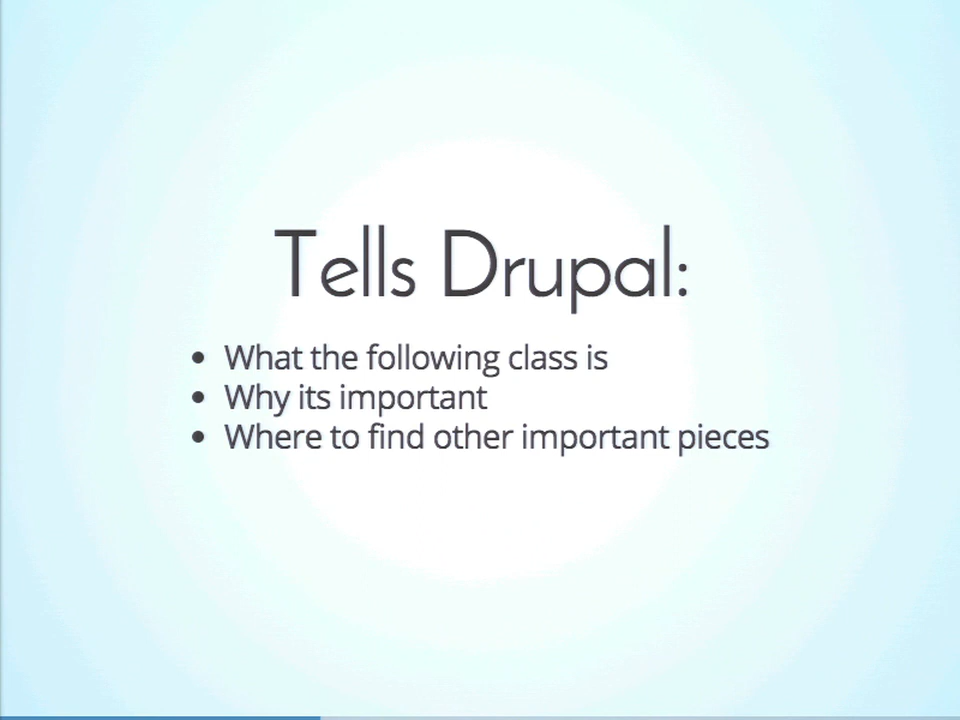 Tells Drupal:
• What the following class is
• Why its important
• Where to find other important pieces